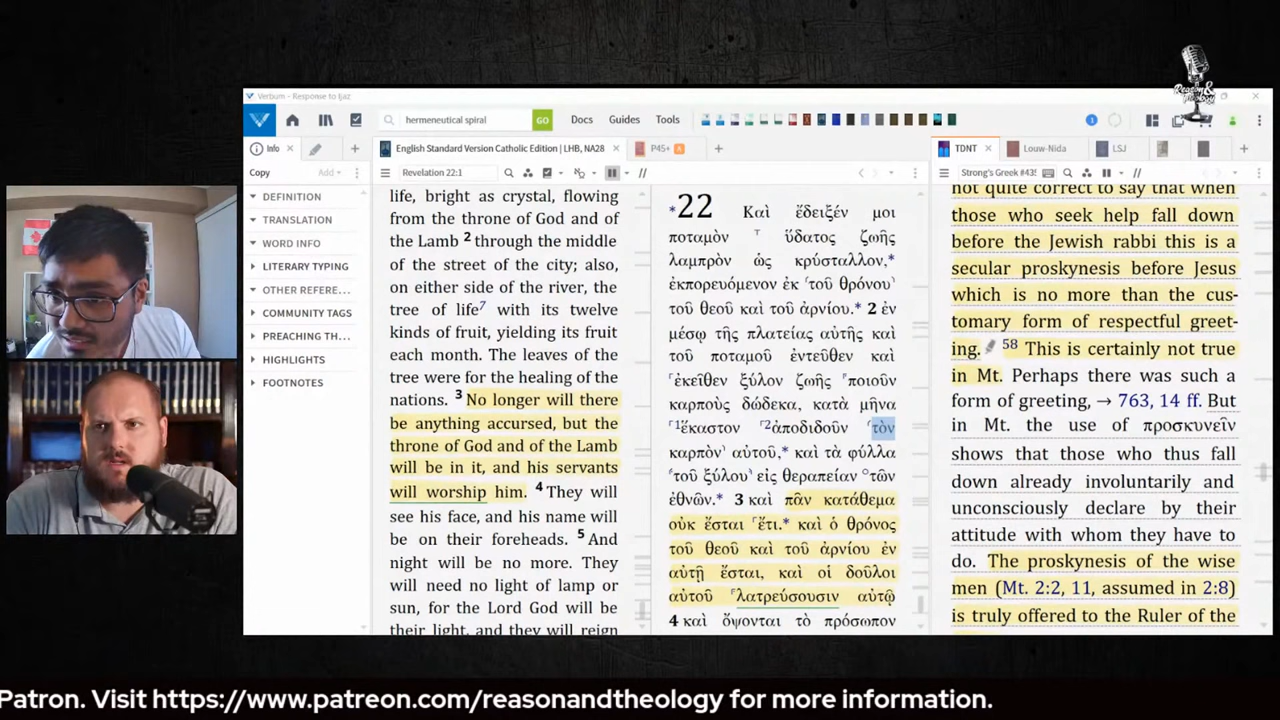 Reason &
Theology
Verbum - Response to Ijaz
hermeneutical spiral
GO
Docs
Guides
Tools
Info
English Standard Version Catholic Edition | LHB, NA28
P45+
TDNT
Louw-Nida
LSJ
Copy
Add
Revelation 22:1
Strong's Greek #43
DEFINITION
TRANSLATION
WORD INFO
LITERARY TYPING
OTHER REFERE...
COMMUNITY TAGS
PREACHING TH...
HIGHLIGHTS
FOOTNOTES
life, bright as crystal, flowing
from the throne of God and of
the Lamb 2 through the middle
of the street of the city; also,
on either side of the river, the
tree of life7 with its twelve
kinds of fruit, yielding its fruit
each month. The leaves of the
tree were for the healing of the
nations. 3 No longer will there
be anything accursed, but the
throne of God and of the Lamb
will be in it, and his servants
will worship him. 4 They will
see his face, and his name will
be on their foreheads. 5 And
night will be no more. They
will need no light of lamp or
sun, for the Lord God will be
their light, and they will reign
*22 Καὶ ἔδειξέν μοι
ποταμὸν ⸆ ὕδατος ζωῆς
λαμπρὸν ὡς κρύσταλλον,*
ἐκπορευόμενον ἐκ ⸂τοῦ θρόνου⸃
τοῦ θεοῦ καὶ τοῦ ἀρνίου.* 2 ἐν
μέσῳ τῆς πλατείας αὐτῆς καὶ
τοῦ ποταμοῦ ἐντεῦθεν καὶ
⸀ἐκεῖθεν ξύλον ζωῆς ⸁ποιοῦν
καρποὺς δώδεκα, κατὰ μῆνα
⸀1ἕκαστον ⸀2ἀποδιδοῦν ⸂τὸν
καρπὸν⸃ αὐτοῦ,* καὶ τὰ φύλλα
⸂τοῦ ξύλου⸃ εἰς θεραπείαν °τῶν
ἐθνῶν.* 3 καὶ πᾶν κατάθεμα
οὐκ ἔσται ⸀ἔτι.* καὶ ὁ θρόνος
τοῦ θεοῦ καὶ τοῦ ἀρνίου ἐν
αὐτῇ ἔσται, καὶ οἱ δοῦλοι
αὐτοῦ ⸀λατρεύσουσιν αὐτῷ
4 καὶ ὄψονται τὸ πρόσωπον
not quite correct to say that when
those who seek help fall down
before the Jewish rabbi this is a
secular proskynesis before Jesus
which is no more than the cus-
tomary form of respectful greet-
ing. 58 This is certainly not true
in Mt. Perhaps there was such a
form of greeting, → 763, 14 ff. But
in Mt. the use of προσκυνεῖν
shows that those who thus fall
down already involuntarily and
unconsciously declare by their
attitude with whom they have to
do. The proskynesis of the wise
men (Mt. 2:2, 11, assumed in 2:8)
is truly offered to the Ruler of the
Patron. Visit https://www.patreon.com/reasonandtheology for more information.